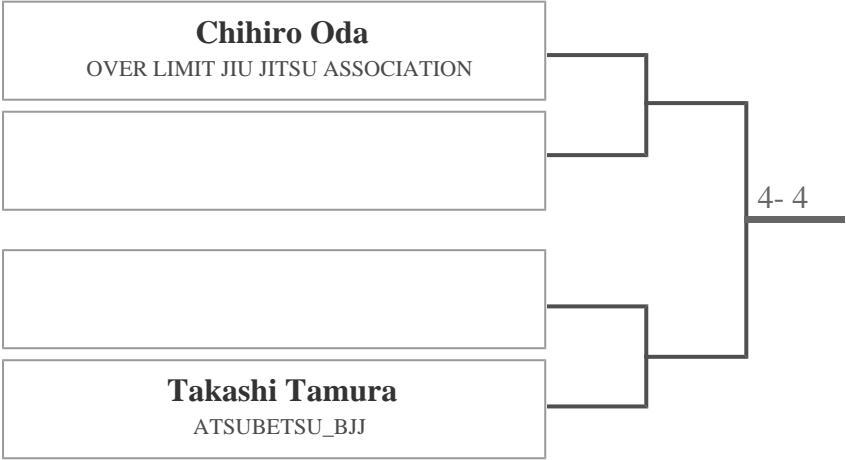 Chihiro Oda
OVER LIMIT JIU JITSU ASSOCIATION
4- 4
Takashi Tamura
ATSUBETSU_BJJ